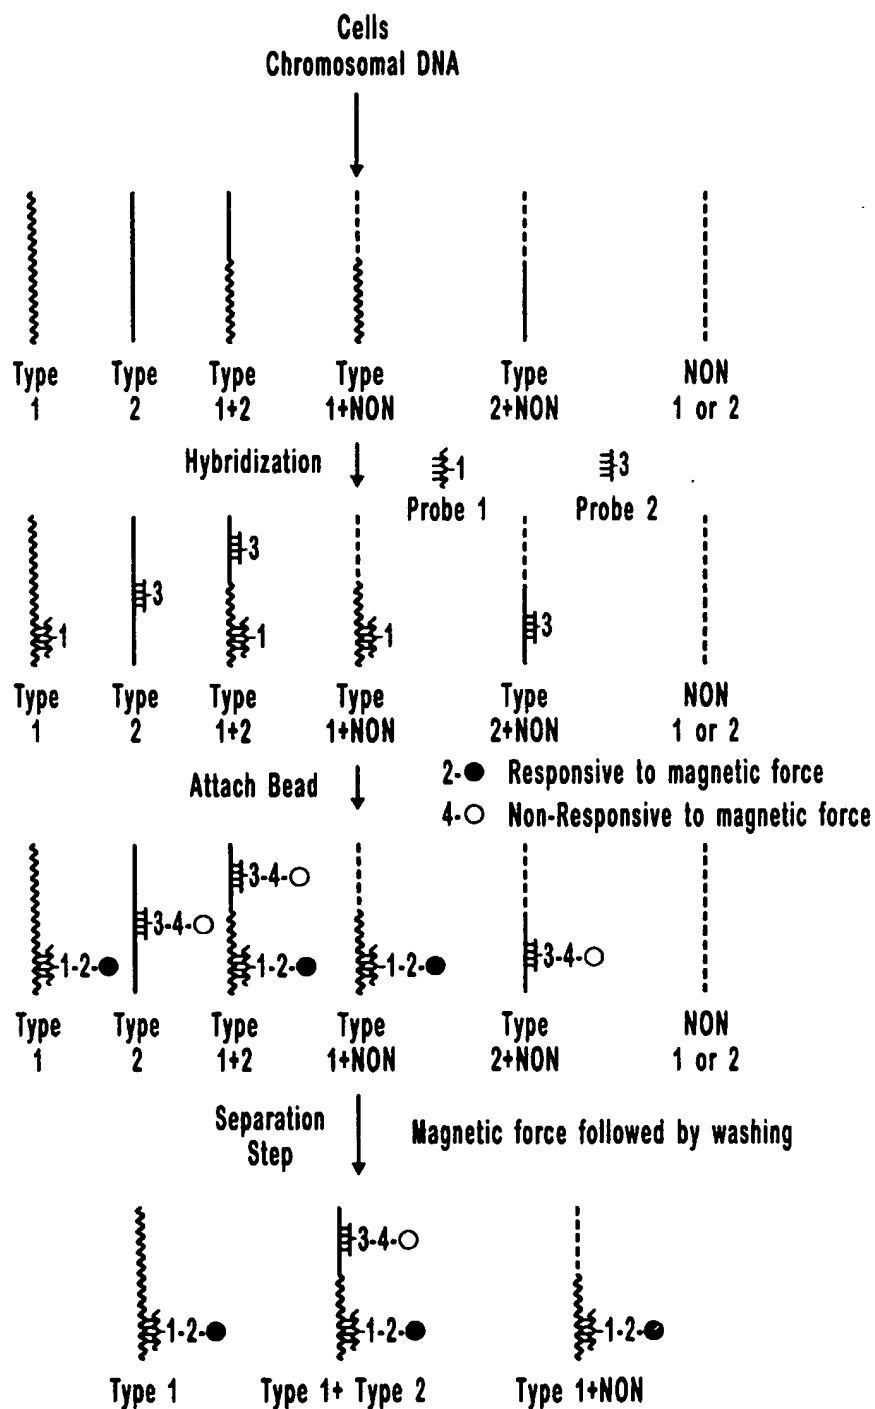 Cells
Chromosomal DNA
Type 1
Type 2
Type 1+2
Type 1+NON
Type 2+NON
NON 1 or 2
Hybridization
1
Probe 1
3
Probe 2
1
3
3
1
1
3
Type 1
Type 2
Type 1+2
Type 1+NON
Type 2+NON
NON 1 or 2
Attach Bead
2-● Responsive to magnetic force
4-○ Non-Responsive to magnetic force
1-2-●
3-4-○
3-4-○
1-2-●
1-2-●
3-4-○
Type 1
Type 2
Type 1+2
Type 1+NON
Type 2+NON
NON 1 or 2
Separation
Step
Magnetic force followed by washing
1-2-●
3-4-○
1-2-●
1-2-●
Type 1
Type 1+ Type 2
Type 1+NON